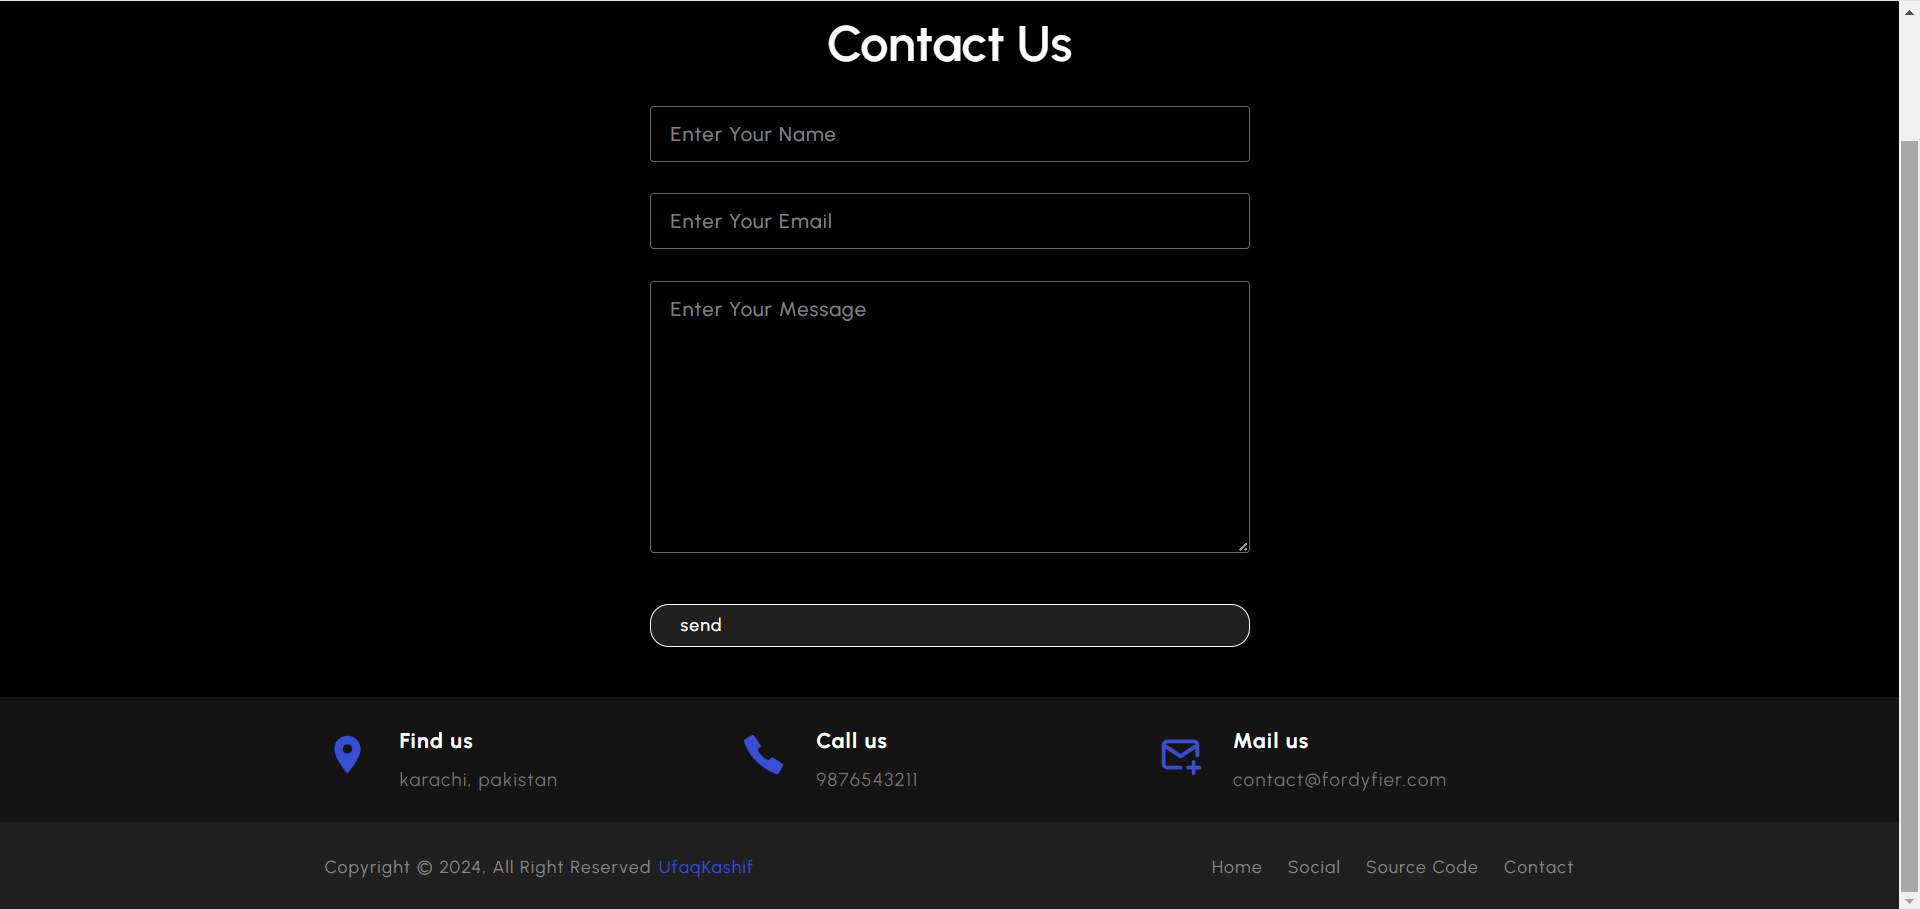 Contact Us
Enter Your Name
Enter Your Email
Enter Your Message
send
Find us
karachi, pakistan
Call us
9876543211
Mail us
contact@fordyfier.com
Copyright © 2024, All Right Reserved UfaqKashif
Home Social Source Code Contact